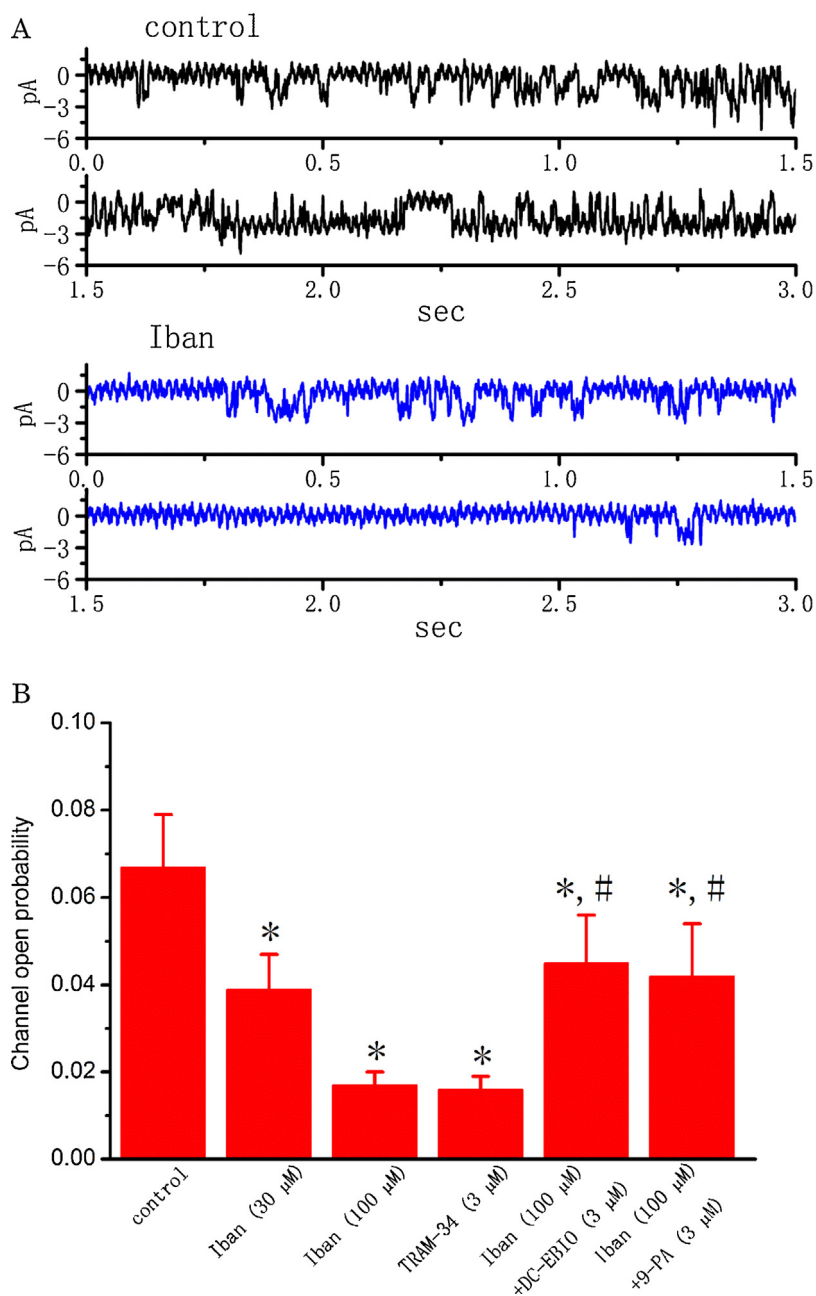 A
control
pA
0
-3
-6
0.0 0.5 1.0 1.5
pA
0
-3
-6
1.5 2.0 2.5 3.0
sec
Iban
pA
0
-3
-6
0.0 0.5 1.0 1.5
pA
0
-3
-6
1.5 2.0 2.5 3.0
sec
B
Channel open probability
0.10
0.08
0.06
0.04
0.02
0.00
*
*
*
*, #
*, #
control
Iban (30 μM)
Iban (100 μM)
TRAM-34 (3 μM)
Iban (100 μM)
+DC-EBIO (3 μM)
Iban (100 μM)
+9-PA (3 μM)